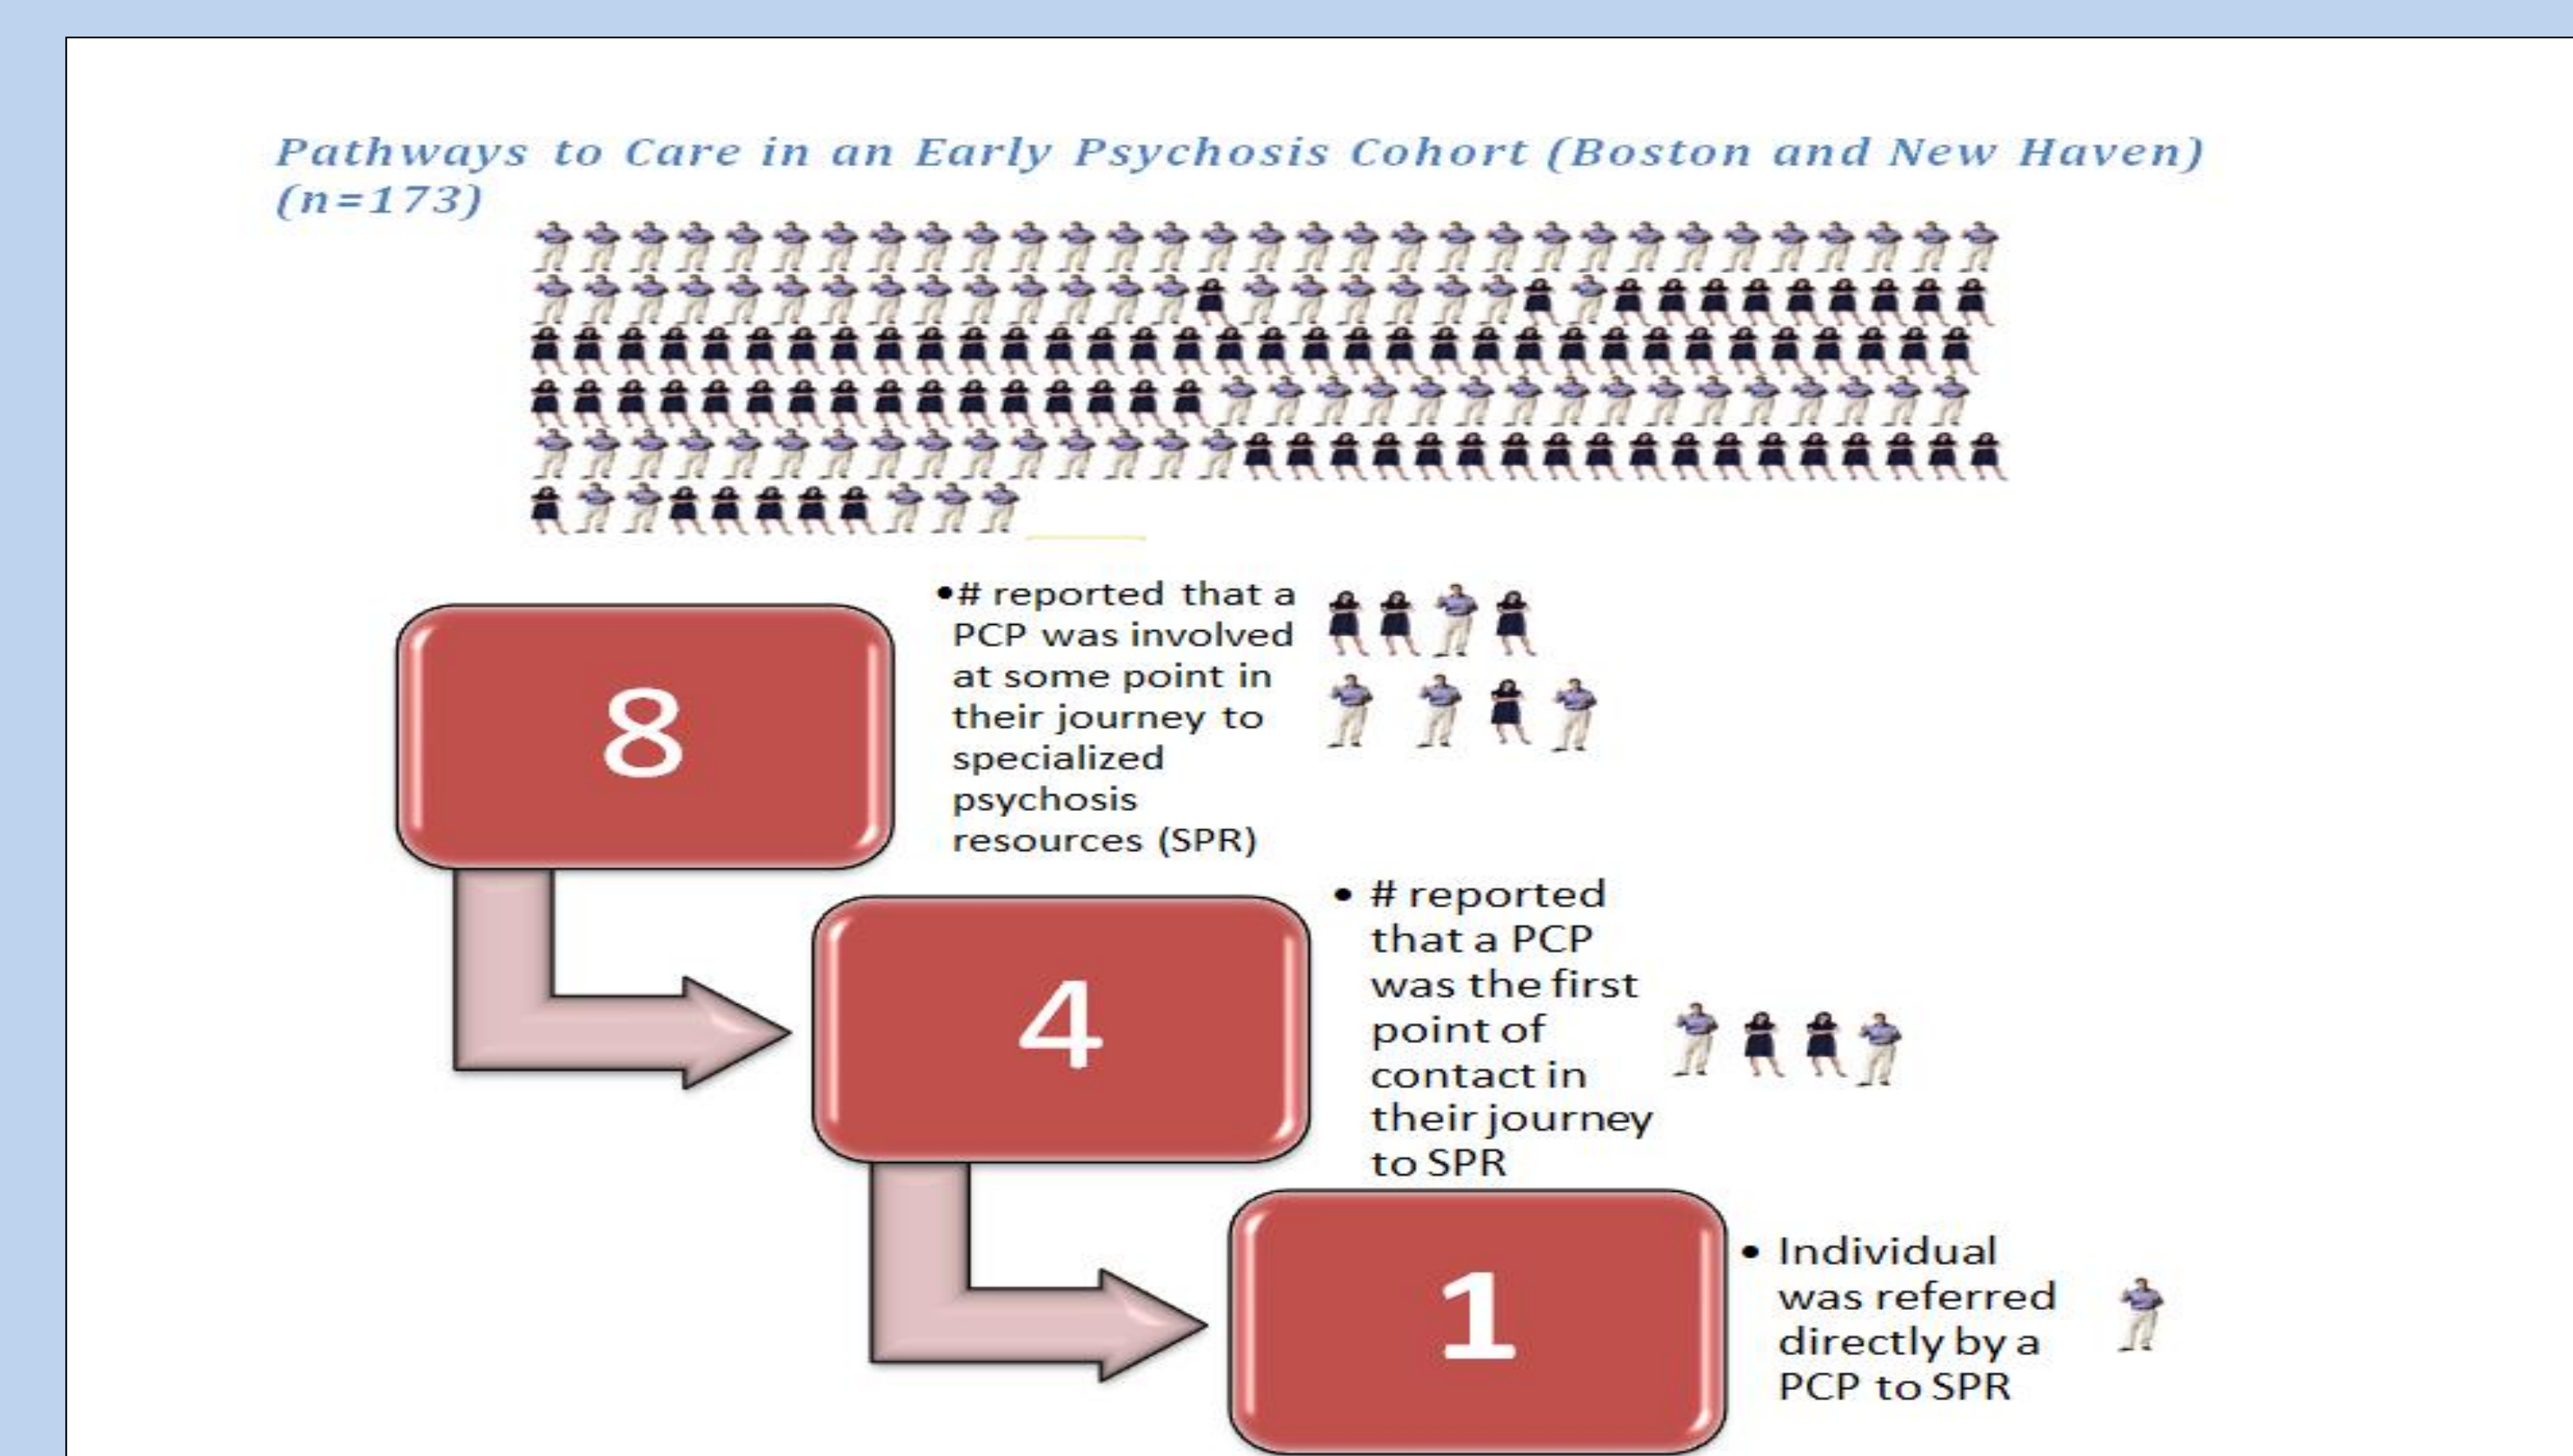 Pathways to Care in an Early Psychosis Cohort (Boston and New Haven)
(n=173)
8
•# reported that a
PCP was involved
at some point in
their journey to
specialized
psychosis
resources (SPR)
4
• # reported
that a PCP
was the first
point of
contact in
their journey
to SPR
1
• Individual
was referred
directly by a
PCP to SPR